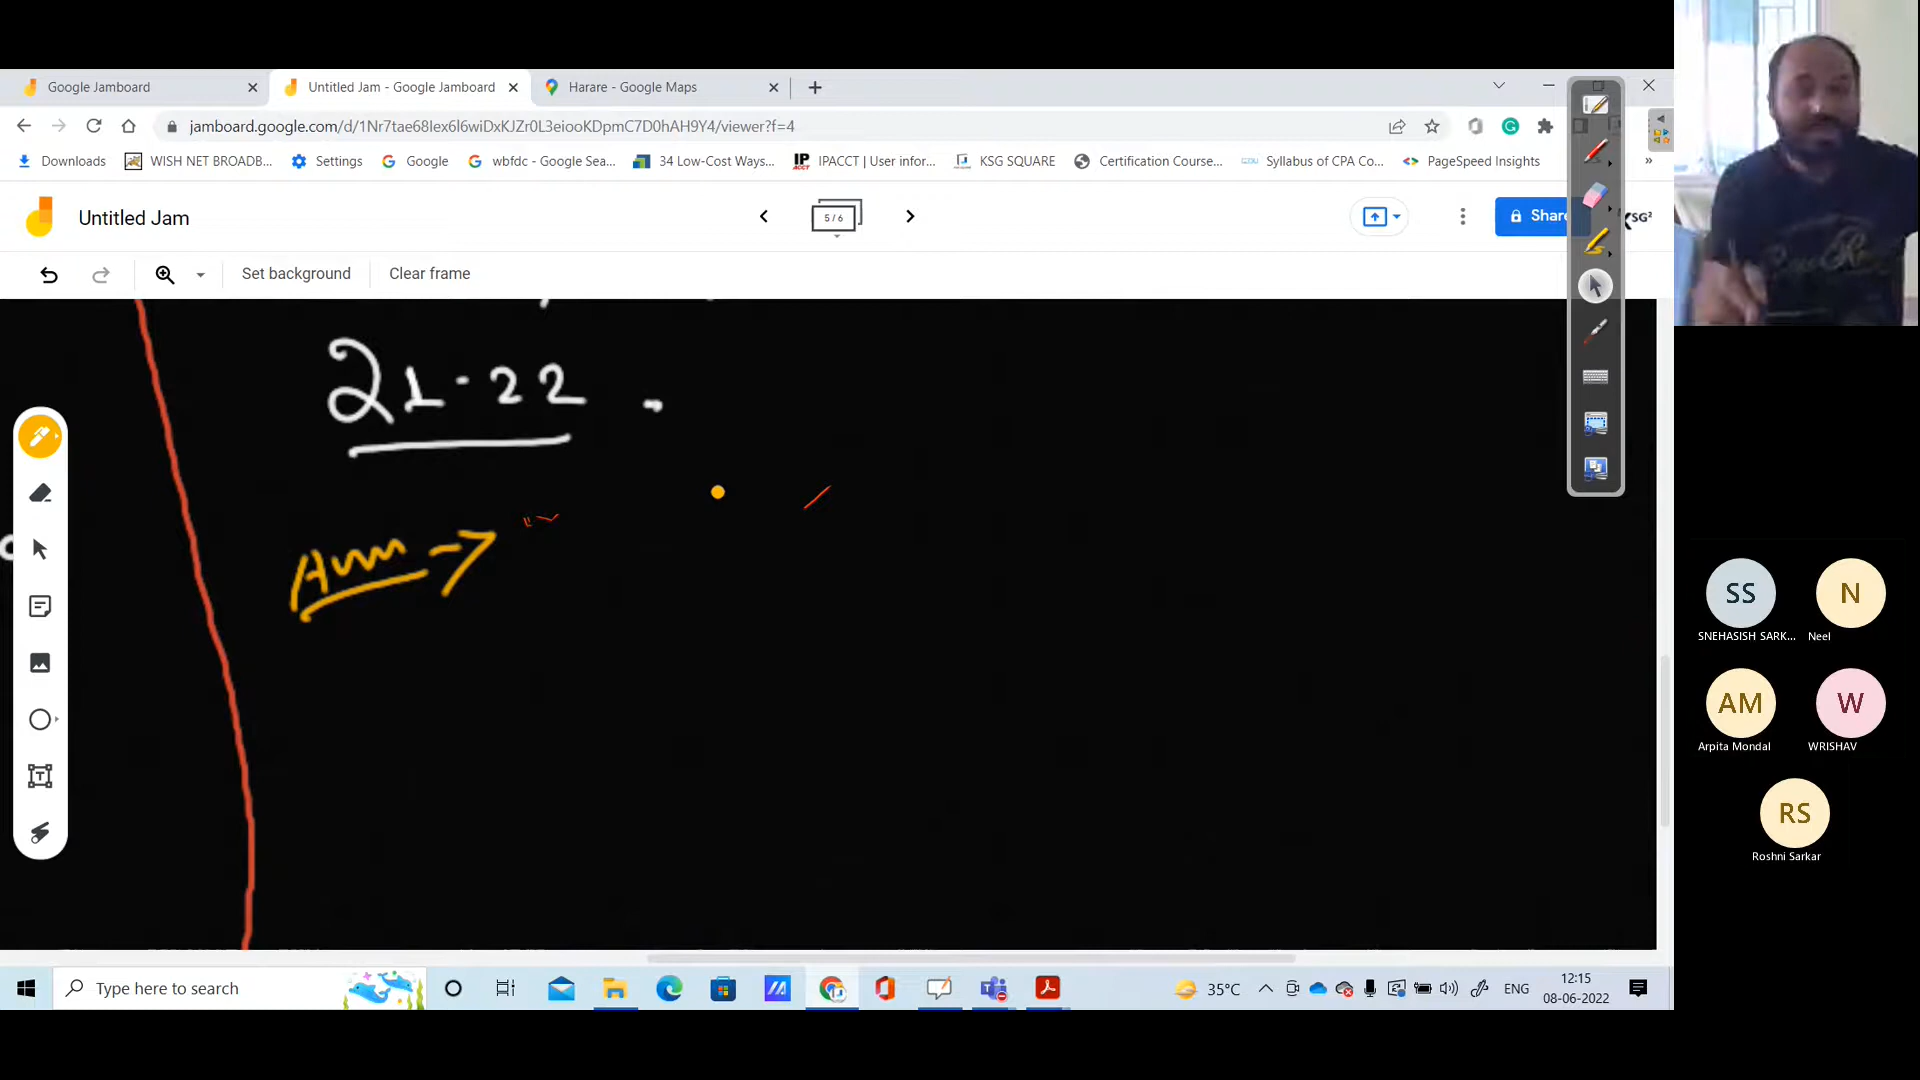 Google Jamboard
Untitled Jam - Google Jamboard
Harare - Google Maps
jamboard.google.com/d/1Nr7tae68Iex6l6wiDxKJZr0L3eiooKDpmC7D0hAH9Y4/viewer?f=4
Downloads
WISH NET BROADB...
Settings
Google
wbfdc - Google Sea...
34 Low-Cost Ways...
IPACCT | User infor...
KSG SQUARE
Certification Course...
Syllabus of CPA Co...
PageSpeed Insights
»
Untitled Jam
5 / 6
Share
KSG²
Set background
Clear frame
21-22
SS
SNEHASISH SARK...
N
Neel
AM
Arpita Mondal
W
WRISHAV
RS
Roshni Sarkar
Type here to search
35°C
ENG
12:15
08-06-2022